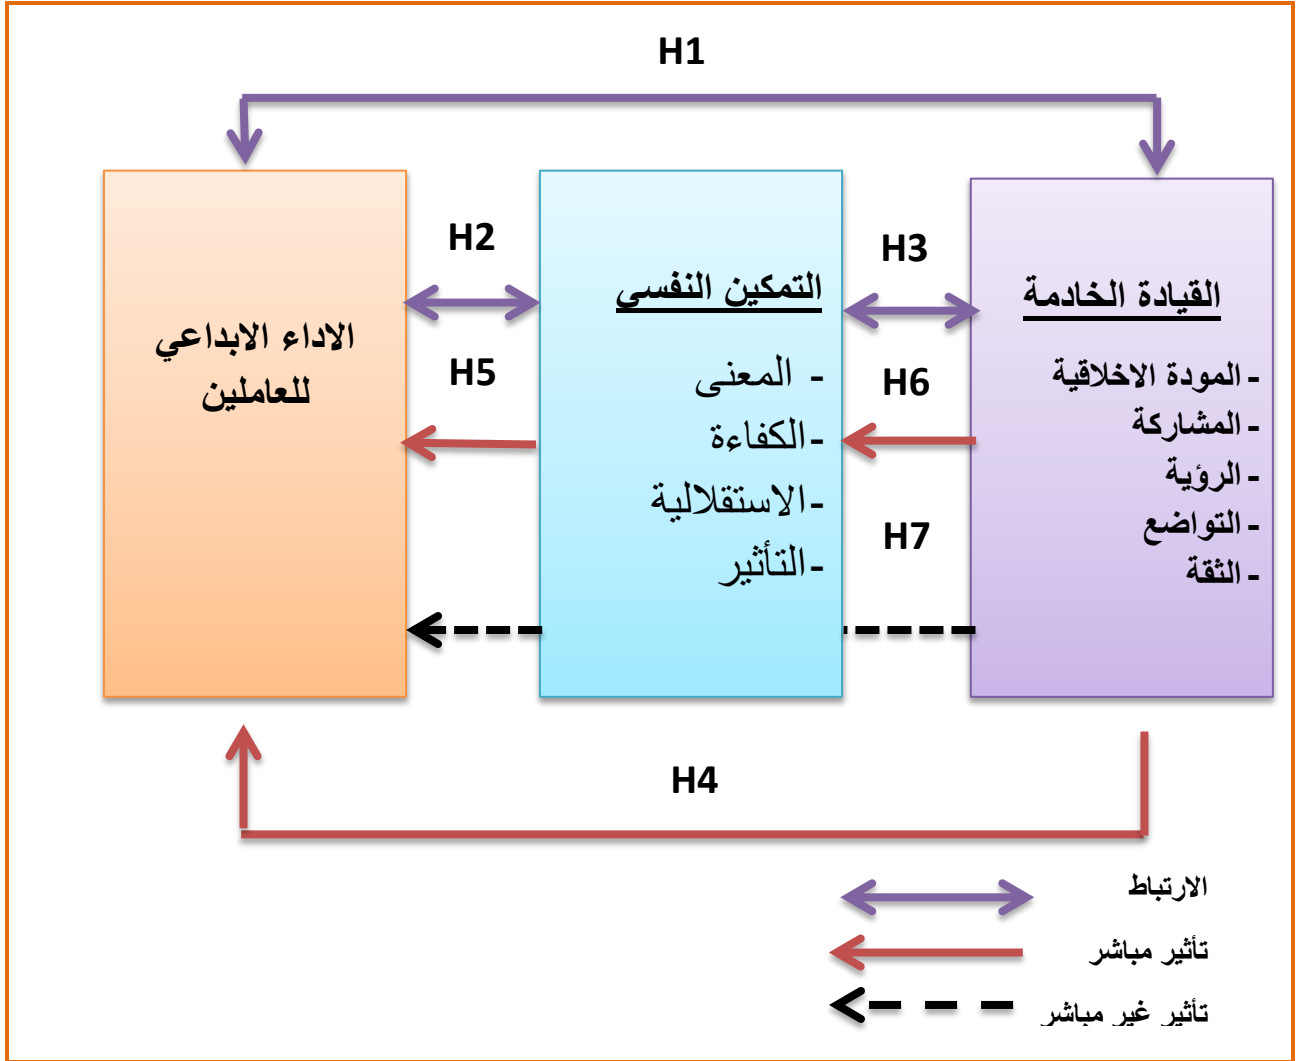 H1
القيادة الخادمة
- المودة الاخلاقية
- المشاركة
- الرؤية
- التواضع
- الثقة
H3
H6
H7
التمكين النفسي
- المعنى
- الكفاءة
- الاستقلالية
- التأثير
H2
H5
الاداء الابداعي
للعاملين
H4
الارتباط
تأثير مباشر
تأثير غير مباشر